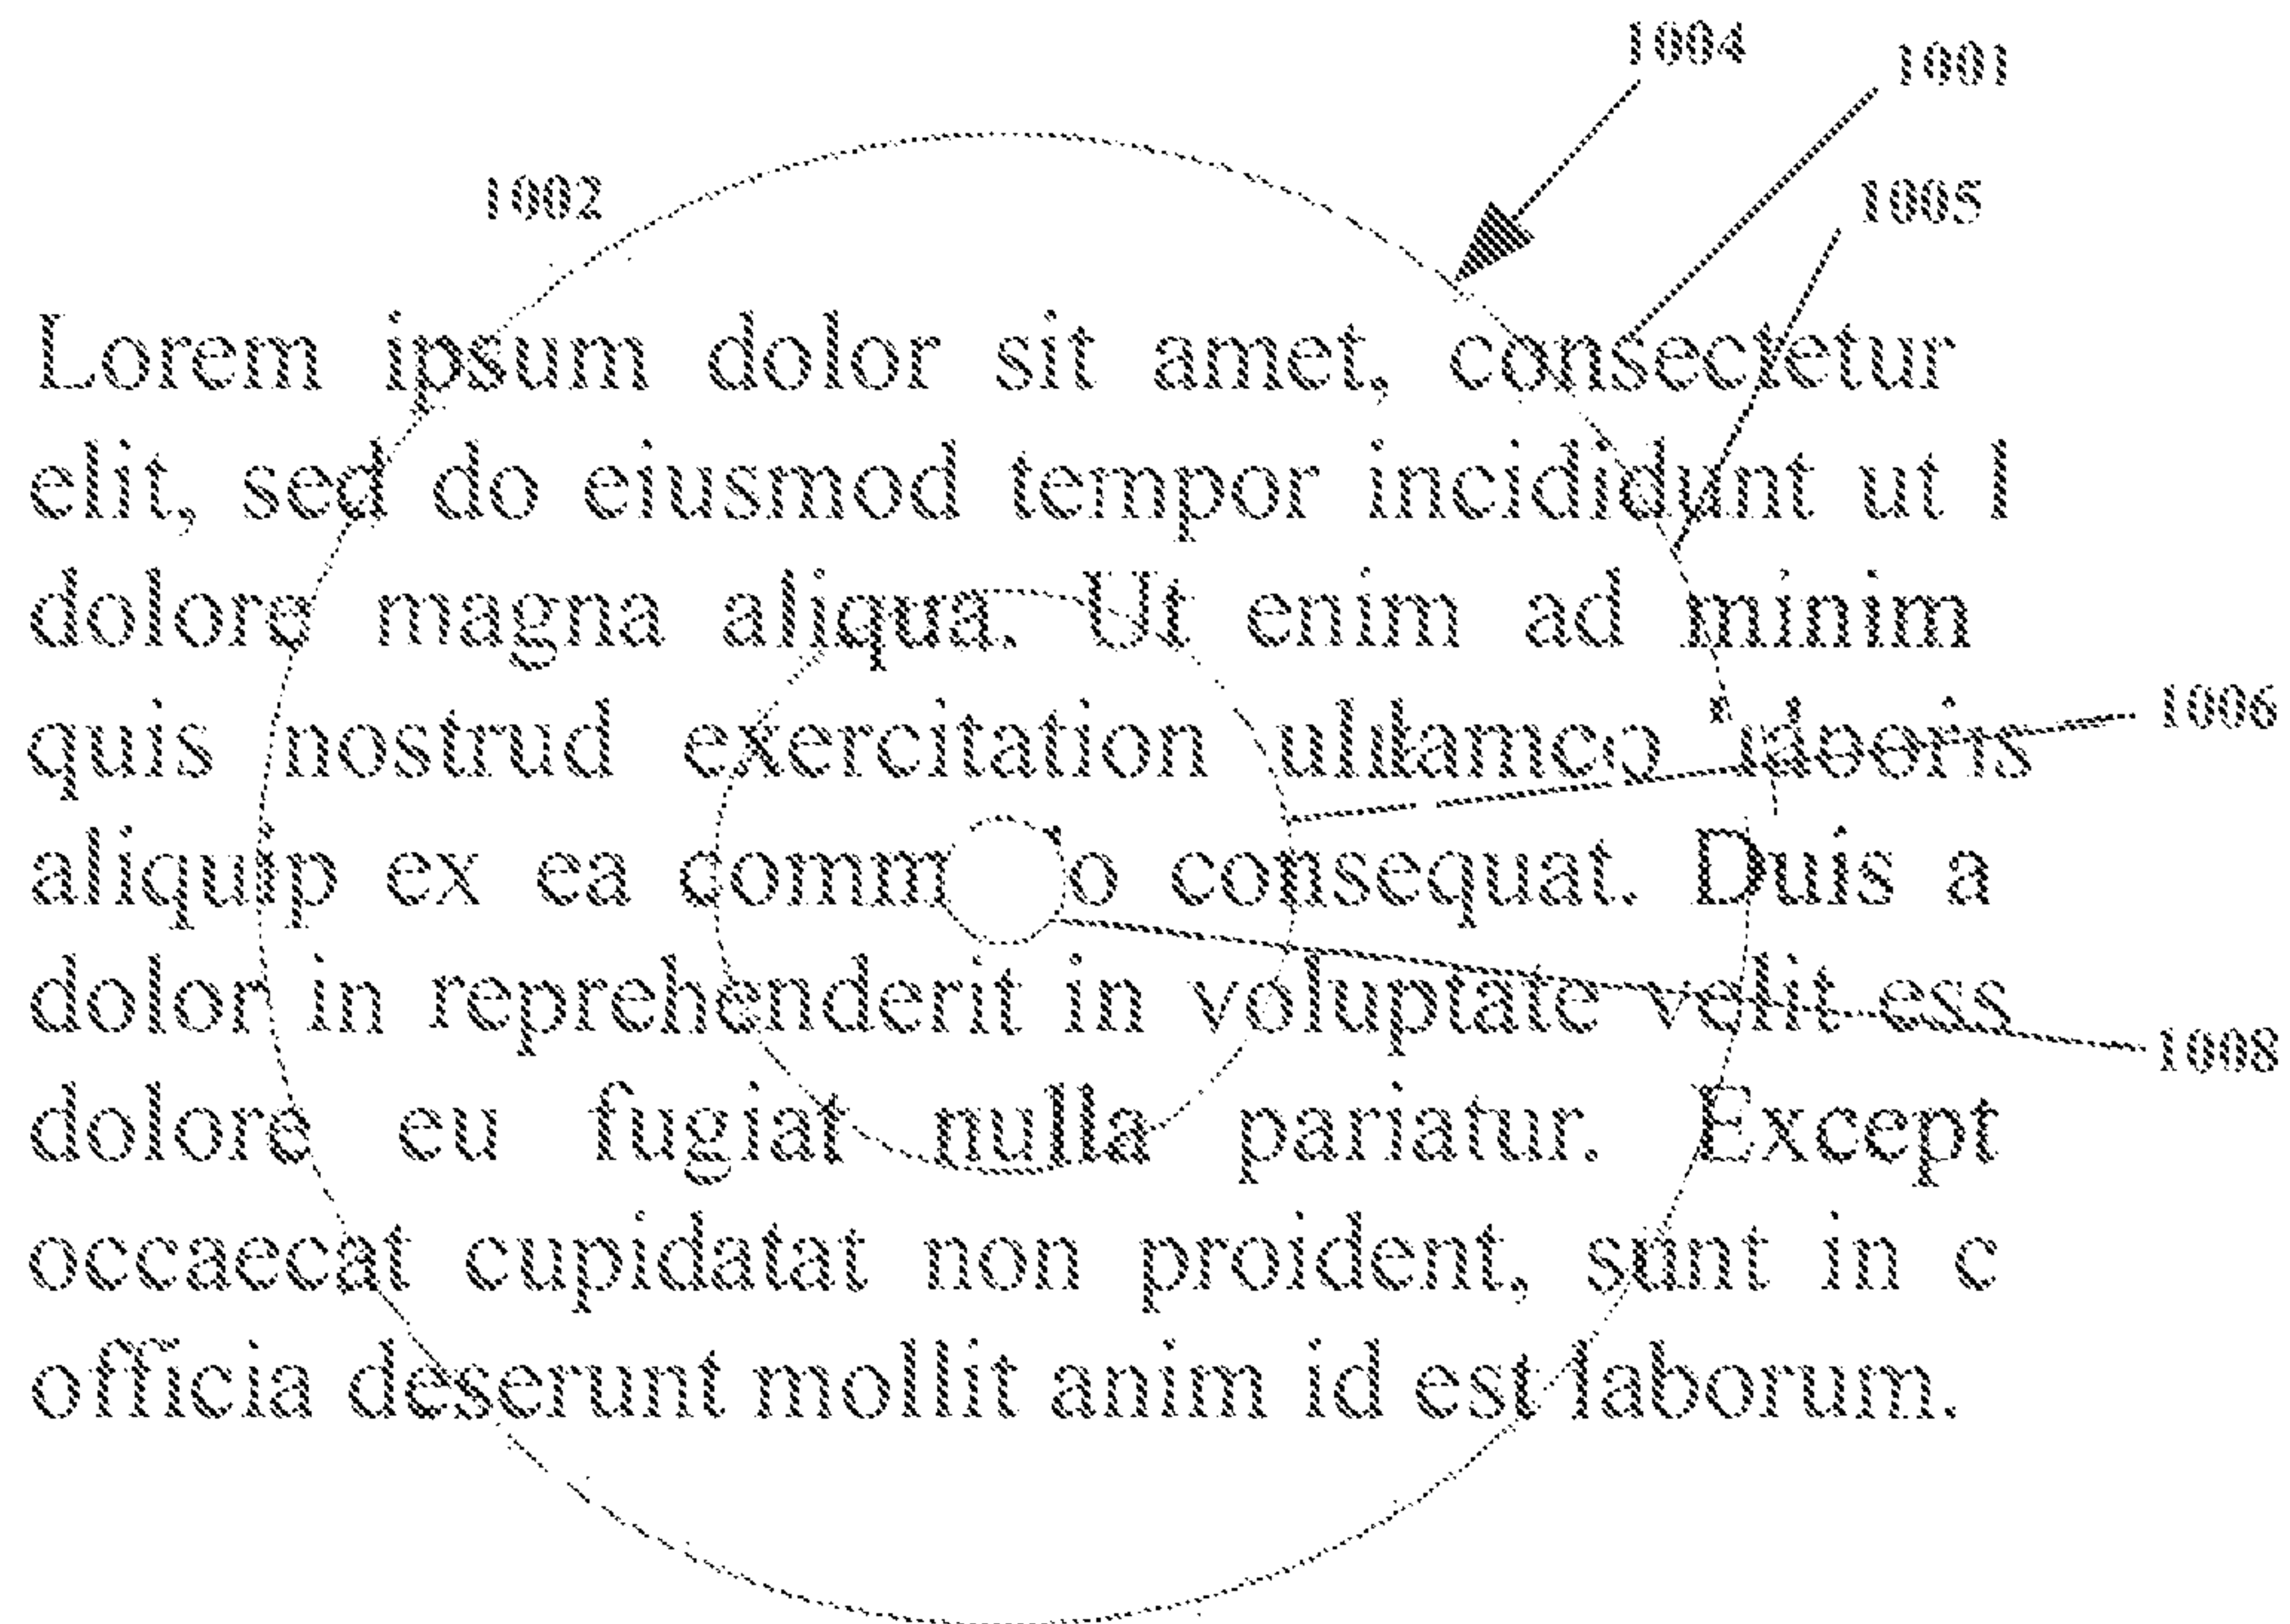 1004
1001
1002
1005
Lorem ipsum dolor sit amet, consectetur
elit, sed do eiusmod tempor incididunt ut l
dolore magna aliqua. Ut enim ad minim
quis nostrud exercitation
1006
aliquip ex ea comm o consequat. Duis a
dolor in reprehenderit in voluptate velit ess
1008
dolore eu fugiat nulla pariatur. Except
occaecat cupidatat non proident, sunt in c
officia deserunt mollit anim id est laborum.